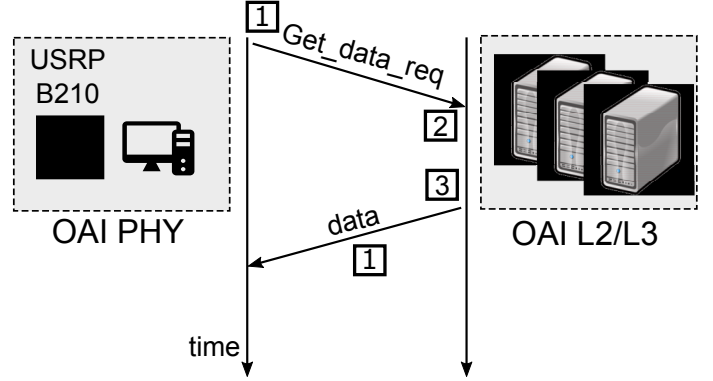 1
Get_data_req
USRP
B210
2
3
data
1
OAI PHY
OAI L2/L3
time